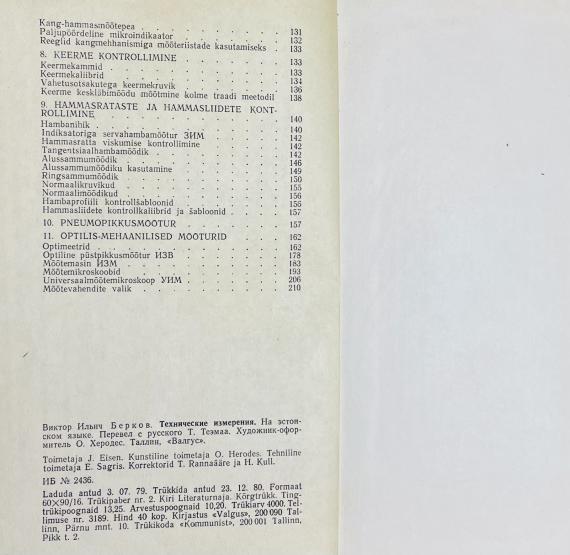 Kang-hammasmõõtepea . . . . . . . . . 131
Paljupöördeline mikroindikaator . . . . . . . 132
Reeglid kangmehhanismiga mõõteriistade kasutamiseks . 133
8. KEERME KONTROLLIMINE . . . . . . . 133
Keermekammid . . . . . . . . . . 133
Keermekaliibrid . . . . . . . . . . 134
Vahetusotsakutega keermekruvik . . . . . . . 136
Keerme keskläbimõõdu mõõtmine kolme traadi meetodil 138
9. HAMMASRATASTE JA HAMMASLIIDETE KONT-
ROLLIMINE . . . . . . . . . . . 140
Hambanihik . . . . . . . . . . . 140
Indikaatoriga servahambamõõtur ЗИМ . . . . . 142
Hammasratta viskumise kontrollimine . . . . . 142
Tangentsiaalhambamõõdik . . . . . . . . 142
Alussammumõõdik . . . . . . . . . 146
Alussammumõõdiku kasutamine . . . . . . . 149
Ringsammumõõdik . . . . . . . . . 150
Normaalikruvikud . . . . . . . . . 155
Normaalimõõdikud . . . . . . . . . 156
Hambaprofiili kontrollšabloonid . . . . . . . 156
Hammasliidete kontrollkaliibrid ja šabloonid . . . . 157
10. PNEUMOPIKKUSMÕÕTUR . . . . . . . 157
11. OPTILIS-MEHAANILISED MÕÕTURID . . . 162
Optimeetrid . . . . . . . . . . . 162
Optiline püstpikkusmõõtur ИЗВ . . . . . . 178
Mõõtemasin ИЗМ . . . . . . . . . 183
Mõõtemikroskoobid . . . . . . . . . 193
Universaalmõõtemikroskoop УИМ . . . . . . 206
Mõõtevahendite valik . . . . . . . . . 210
Виктор Ильич Берков. Технические измерения. На эстон-
ском языке. Перевел с русского Т. Теэмаа. Художник-офор-
митель О. Херодес. Таллин, «Валгус».
Toimetaja J. Eisen. Kunstiline toimetaja O. Herodes. Tehniline
toimetaja E. Sagris. Korrektorid T. Rannaääre ja H. Kull.
ИБ № 2436.
Laduda antud 3. 07. 79. Trükkida antud 23. 12. 80. Formaat
60×90/16. Trükipaber nr. 2. Kiri Literaturnaja. Kõrgtrükk. Ting-
trükipoognaid 13,25. Arvestuspoognaid 10,20. Trükiarv 4000. Tel-
limuse nr. 3189. Hind 40 kop. Kirjastus «Valgus», 200 090 Tal-
linn, Pärnu mnt. 10. Trükikoda «Kommunist», 200 001 Tallinn,
Pikk t. 2.